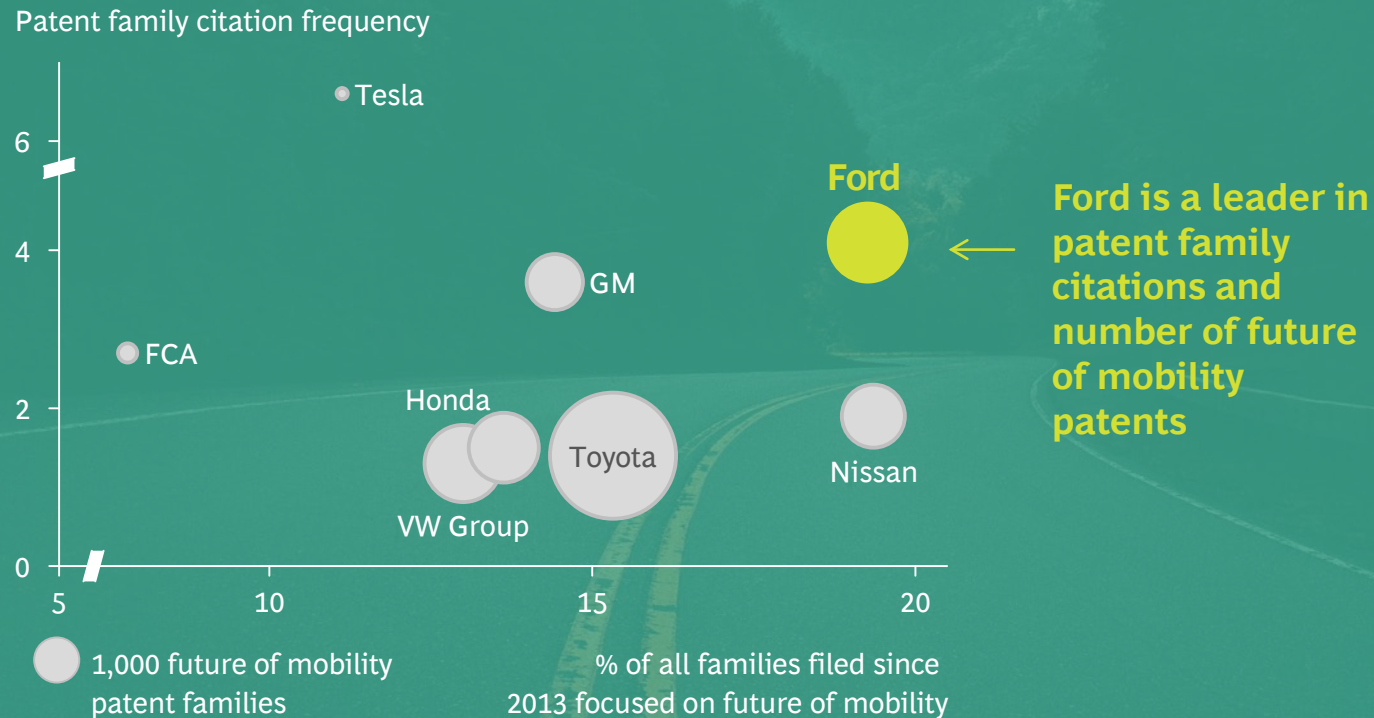 Patent family citation frequency
Tesla
6
Ford
Ford is a leader in
patent family
citations and
number of future
of mobility
patents
4
GM
FCA
2
Honda
Toyota
Nissan
VW Group
0
5
10
15
20
1,000 future of mobility
patent families
% of all families filed since
2013 focused on future of mobility